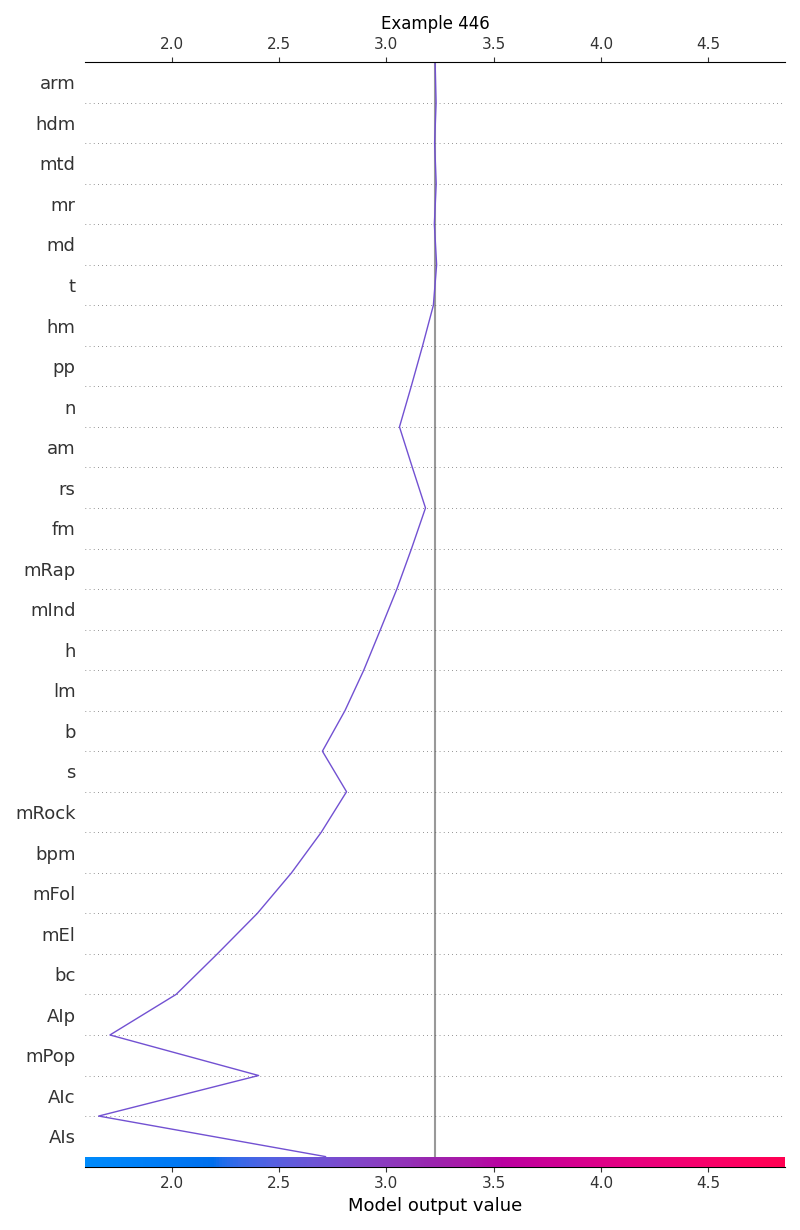 Example 446
2.0 2.5 3.0 3.5 4.0 4.5
arm
hdm
mtd
mr
md
t
hm
pp
n
am
rs
fm
mRap
mInd
h
lm
b
s
mRock
bpm
mFol
mEl
bc
AIp
mPop
AIc
AIs
2.0 2.5 3.0 3.5 4.0 4.5
Model output value